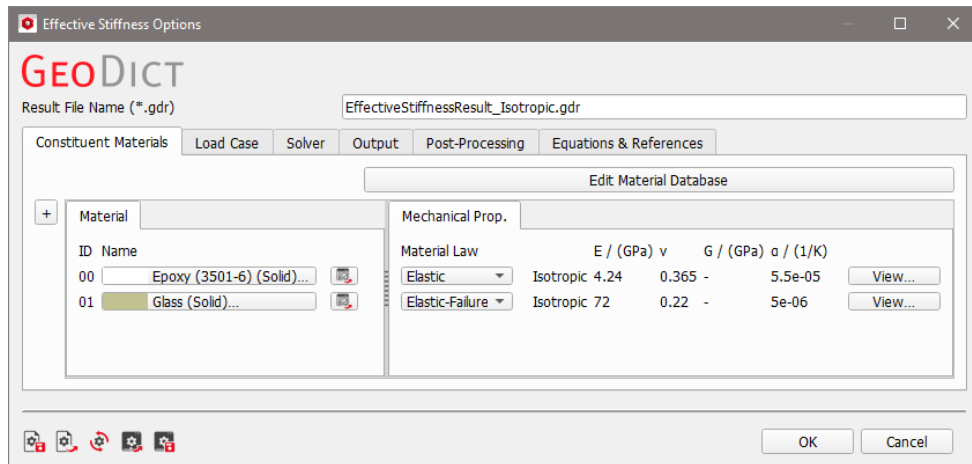 Effective Stiffness Options
GEODICT
Result File Name (*.gdr) EffectiveStiffnessResult_Isotropic.gdr
Constituent Materials Load Case Solver Output Post-Processing Equations & References
Edit Material Database
+ Material Mechanical Prop.
ID Name Material Law E / (GPa) ν G / (GPa) α / (1/K)
00 Epoxy (3501-6) (Solid)... Elastic Isotropic 4.24 0.365 - 5.5e-05 View...
01 Glass (Solid)... Elastic-Failure Isotropic 72 0.22 - 5e-06 View...
OK Cancel